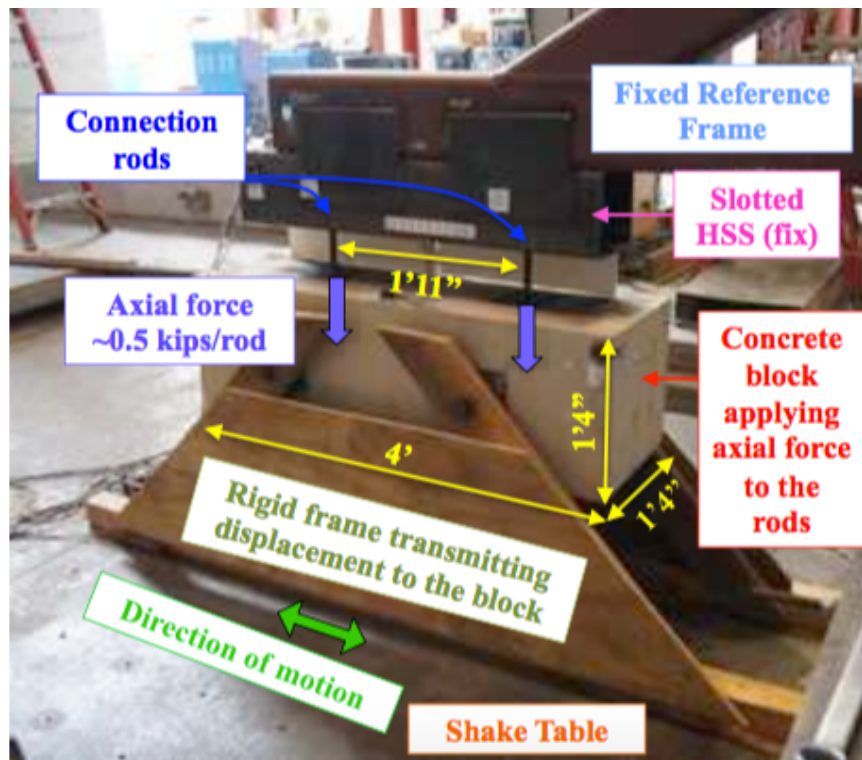 Connection
rods
Fixed Reference
Frame
Slotted
HSS (fix)
1’11”
Axial force
~0.5 kips/rod
Concrete
block
applying
axial force
to the
rods
1’4”
4’
1’4”
Rigid frame transmitting
displacement to the block
Direction of motion
Shake Table